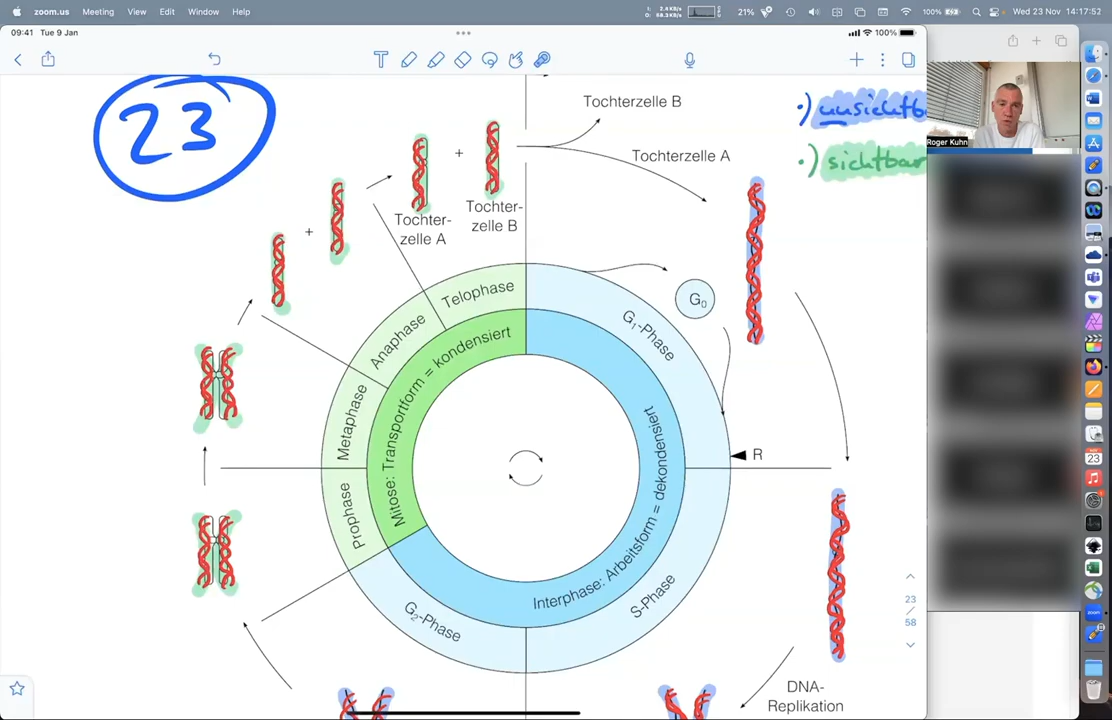 zoom.us Meeting View Edit Window Help
21% 100% Wed 23 Nov 14:17:52
09:41 Tue 9 Jan
100%
23
Tochterzelle B
Tochterzelle A
·) unsichtb
·) sichtbar
Roger Kuhn
+
+
Tochter-
zelle A
Tochter-
zelle B
Telophase
Anaphase
Metaphase
Prophase
Mitose: Transportform = kondensiert
G₀
G₁-Phase
R
Interphase: Arbeitsform = dekondensiert
S-Phase
G₂-Phase
DNA-
Replikation
23
/
58